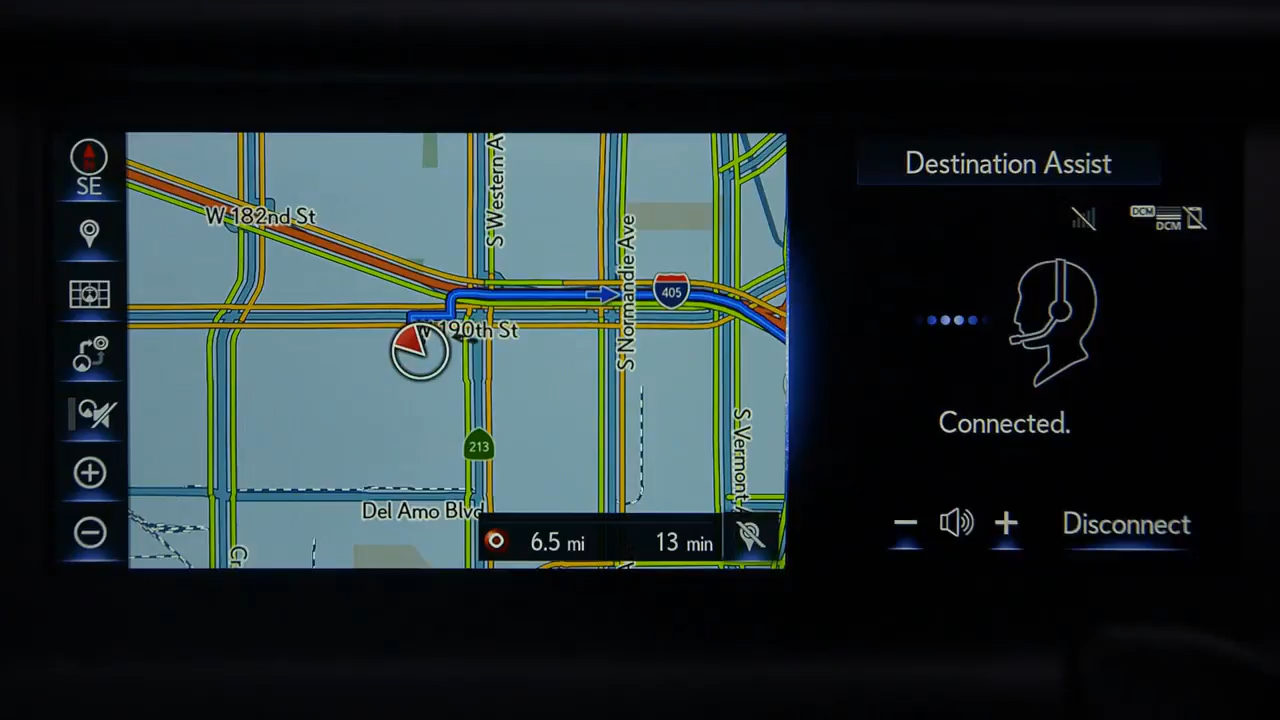 SE
W 182nd St
S Western A
S Normandie Ave
405
190th St
213
S Vermont A
Del Amo Blvd
Cr
6.5 mi
13 min
Destination Assist
DCM
DCM
Connected.
Disconnect